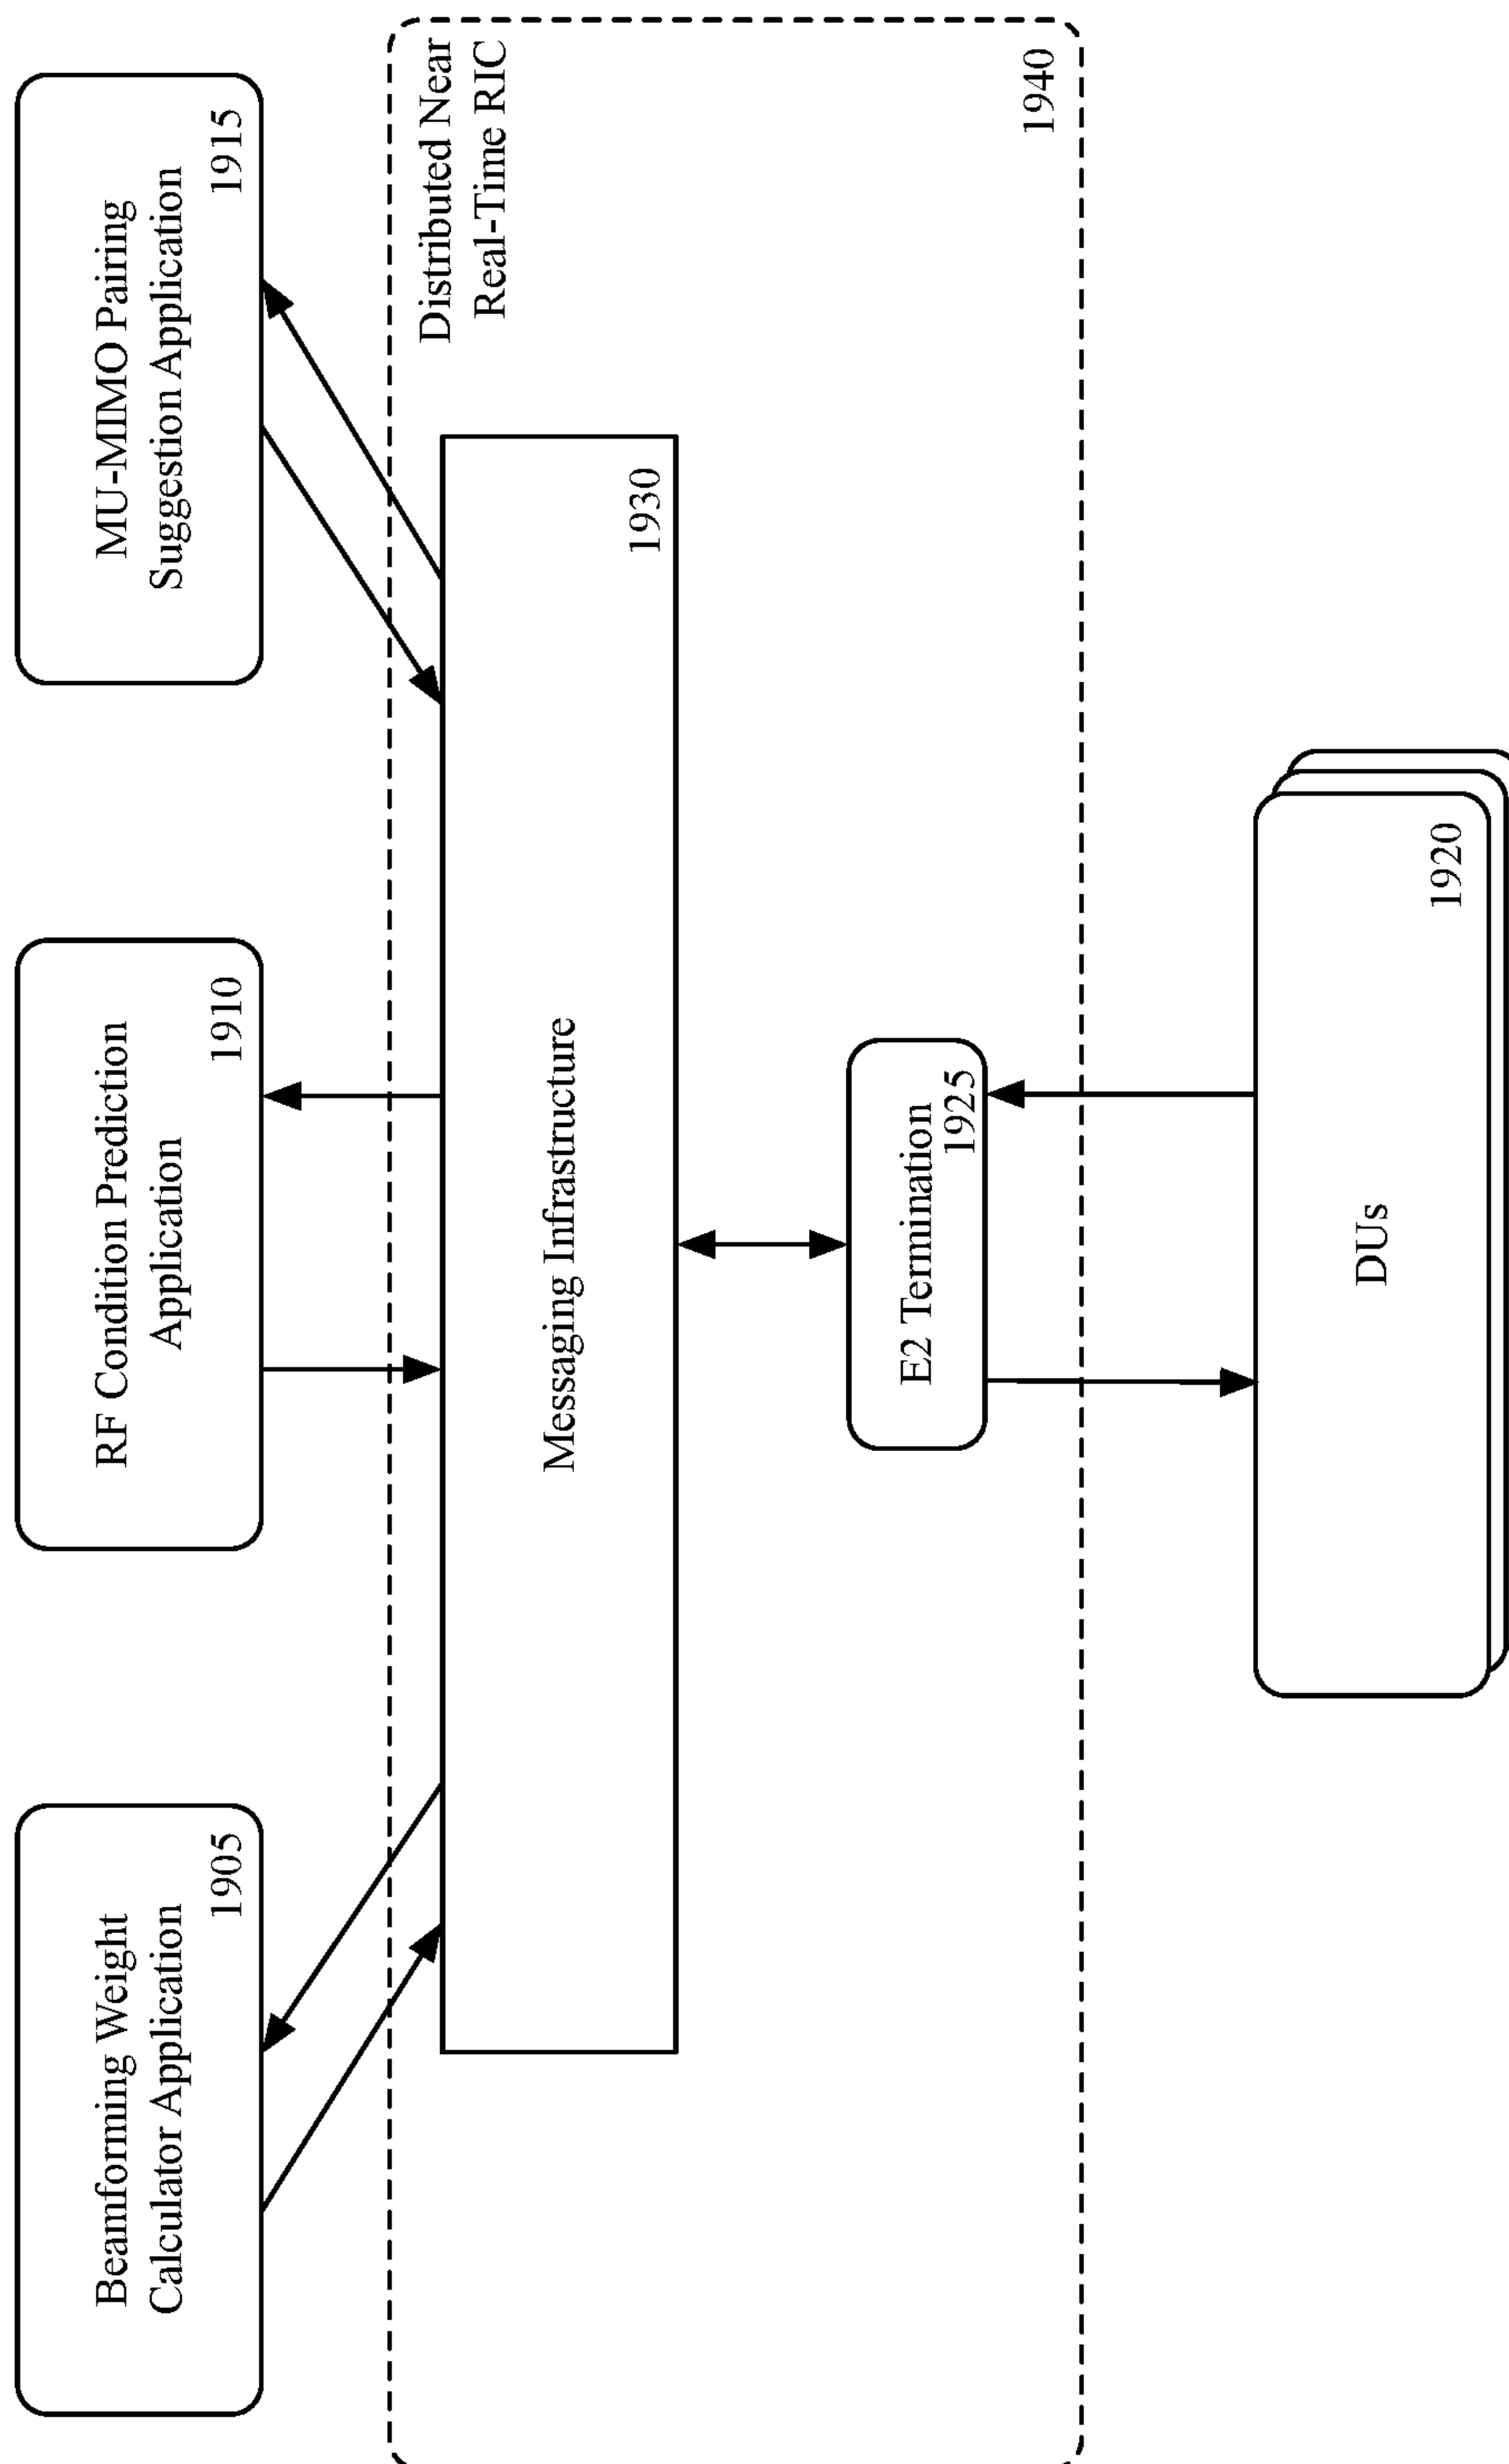 Beamforming Weight
Calculator Application
1905
RF Condition Prediction
Application
1910
MU-MIMO Pairing
Suggestion Application
1915
Distributed Near
Real-Time RIC
Messaging Infrastructure
1930
E2 Termination
1925
1940
DUs
1920